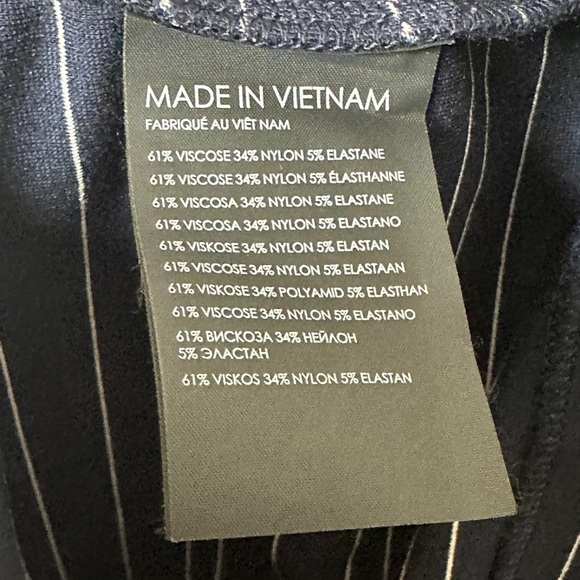 MADE IN VIETNAM
FABRIQUÉ AU VIÊT NAM
61% VISCOSE 34% NYLON 5% ELASTANE
61% VISCOSE 34% NYLON 5% ÉLASTHANNE
61% VISCOSA 34% NYLON 5% ELASTANE
61% VISCOSA 34% NYLON 5% ELASTANO
61% VISKOSE 34% NYLON 5% ELASTAN
61% VISCOSE 34% NYLON 5% ELASTAAN
61% VISKOSE 34% POLYAMID 5% ELASTHAN
61% VISCOSE 34% NYLON 5% ELASTANO
61% ВИСКОЗА 34% НЕЙЛОН
5% ЭЛАСТАН
61% VISKOS 34% NYLON 5% ELASTAN